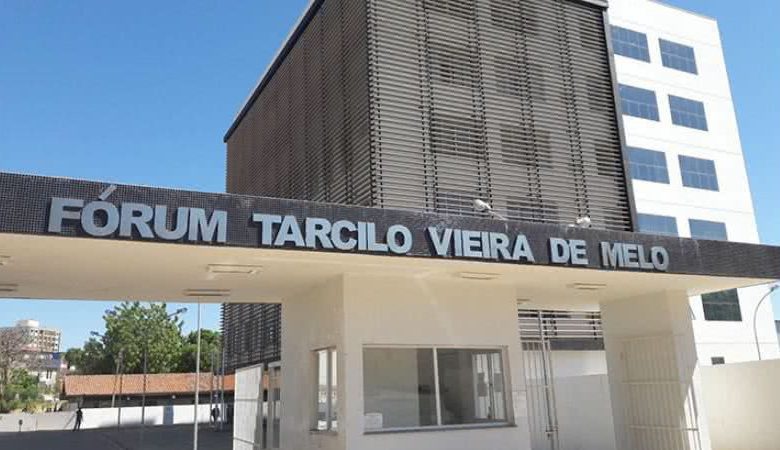 FÓRUM TARCILO VIEIRA DE MELO